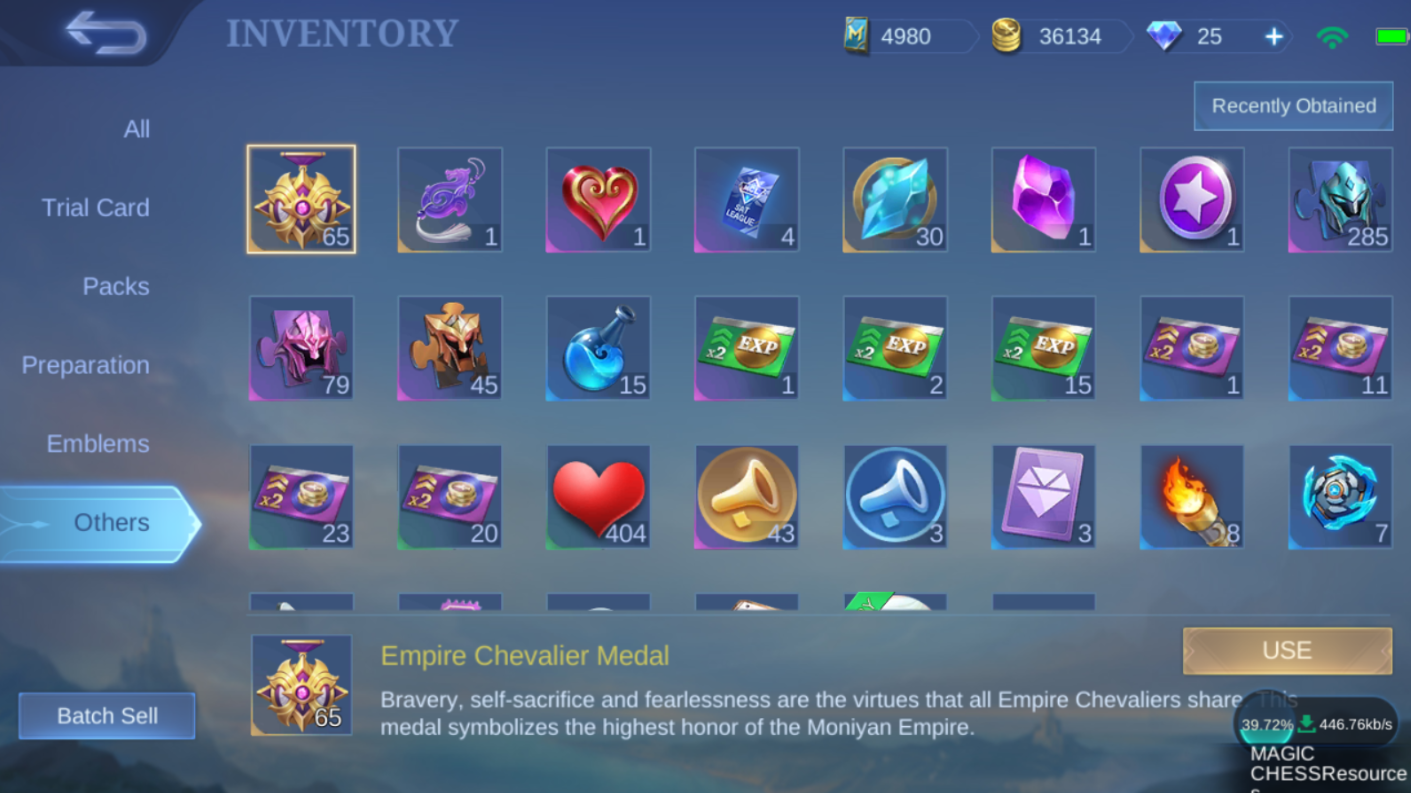 INVENTORY
4980
36134
25
+
Recently Obtained
All
Trial Card
Packs
Preparation
Emblems
Others
Batch Sell
65
1
1
SAT LEAGUE
4
30
1
1
285
79
45
15
x2 EXP
1
x2 EXP
2
x2 EXP
15
x2
1
x2
11
x2
23
x2
20
404
43
3
3
7
65
Empire Chevalier Medal
USE
Bravery, self-sacrifice and fearlessness are the virtues that all Empire Chevaliers share. This
medal symbolizes the highest honor of the Moniyan Empire.
39.72%
446.76kb/s
MAGIC
CHESSResource
s